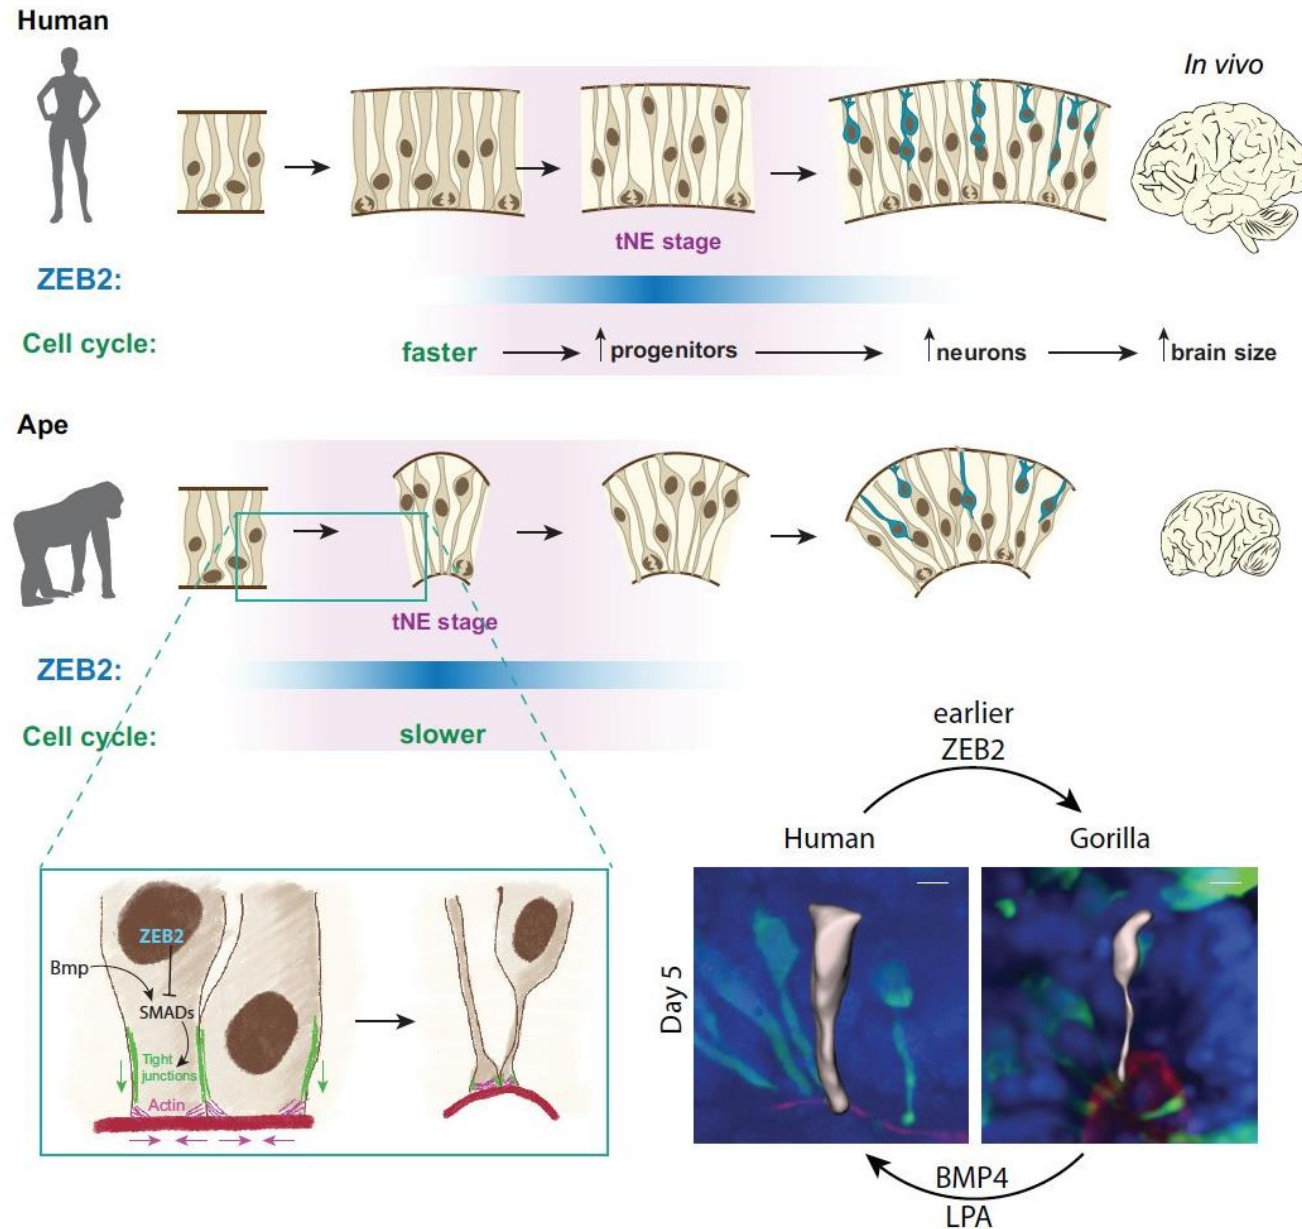 Human
In vivo
tNE stage
ZEB2:
Cell cycle:
faster
progenitors
neurons
brain size
Ape
tNE stage
ZEB2:
Cell cycle:
slower
earlier
ZEB2
Human
Gorilla
Day 5
BMP4
LPA
ZEB2
Bmp
SMADs
Tight
junctions
Actin